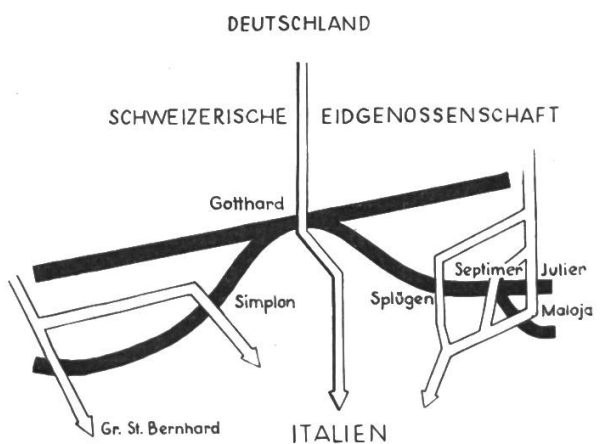 DEUTSCHLAND
SCHWEIZERISCHE EIDGENOSSENSCHAFT
Gotthard
Septimer Julier
Simplon
Splügen
Maloja
Gr. St. Bernhard
ITALIEN